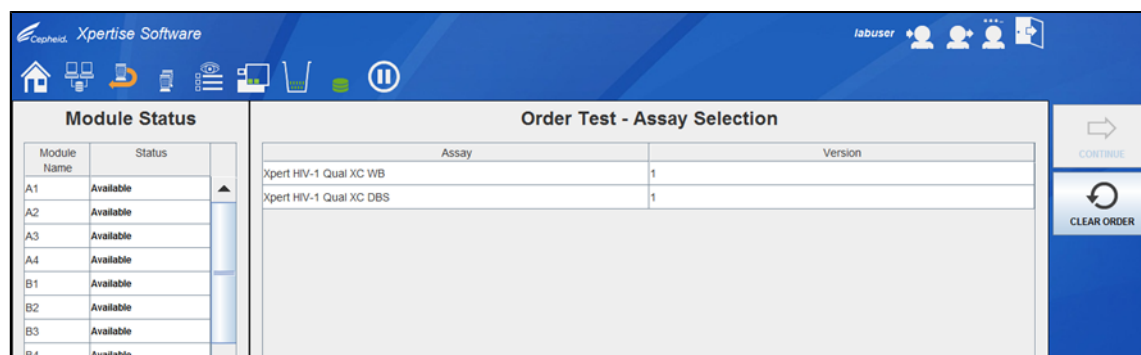 Cepheid. Xpertise Software
labuser
Module Status
Module Name
Status
A1 Available
A2 Available
A3 Available
A4 Available
B1 Available
B2 Available
B3 Available
B4 Available
Order Test - Assay Selection
Assay Version
Xpert HIV-1 Qual XC WB 1
Xpert HIV-1 Qual XC DBS 1
CONTINUE
CLEAR ORDER